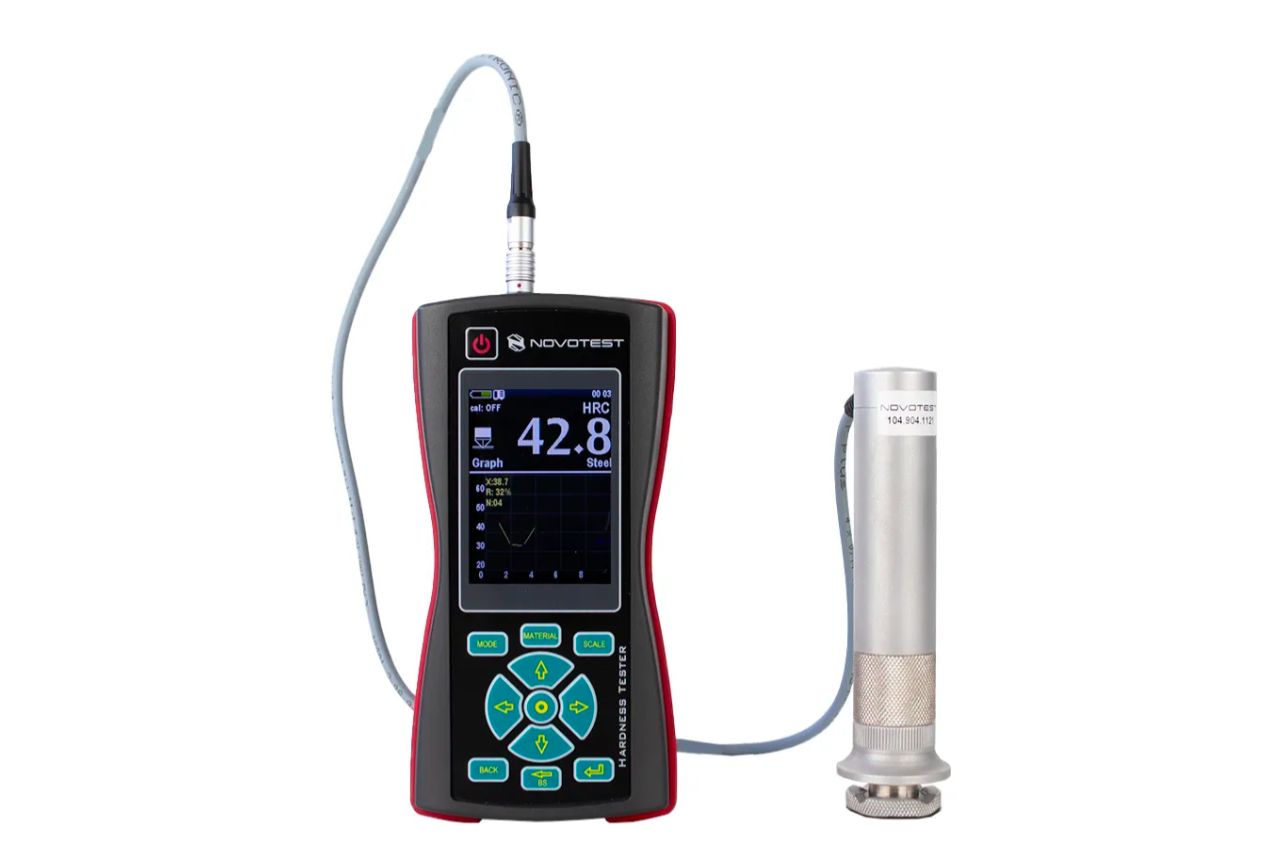 NOVOTEST
00 03
cal: OFF
HRC
42.8
Graph
Steel
X:38.7
R: 32%
N:04
60
50
40
30
20
0 2 4 6 8
MODE
MATERIAL
SCALE
BACK
BS
HARDNESS TESTER
NOVOTEST
104.904.1121